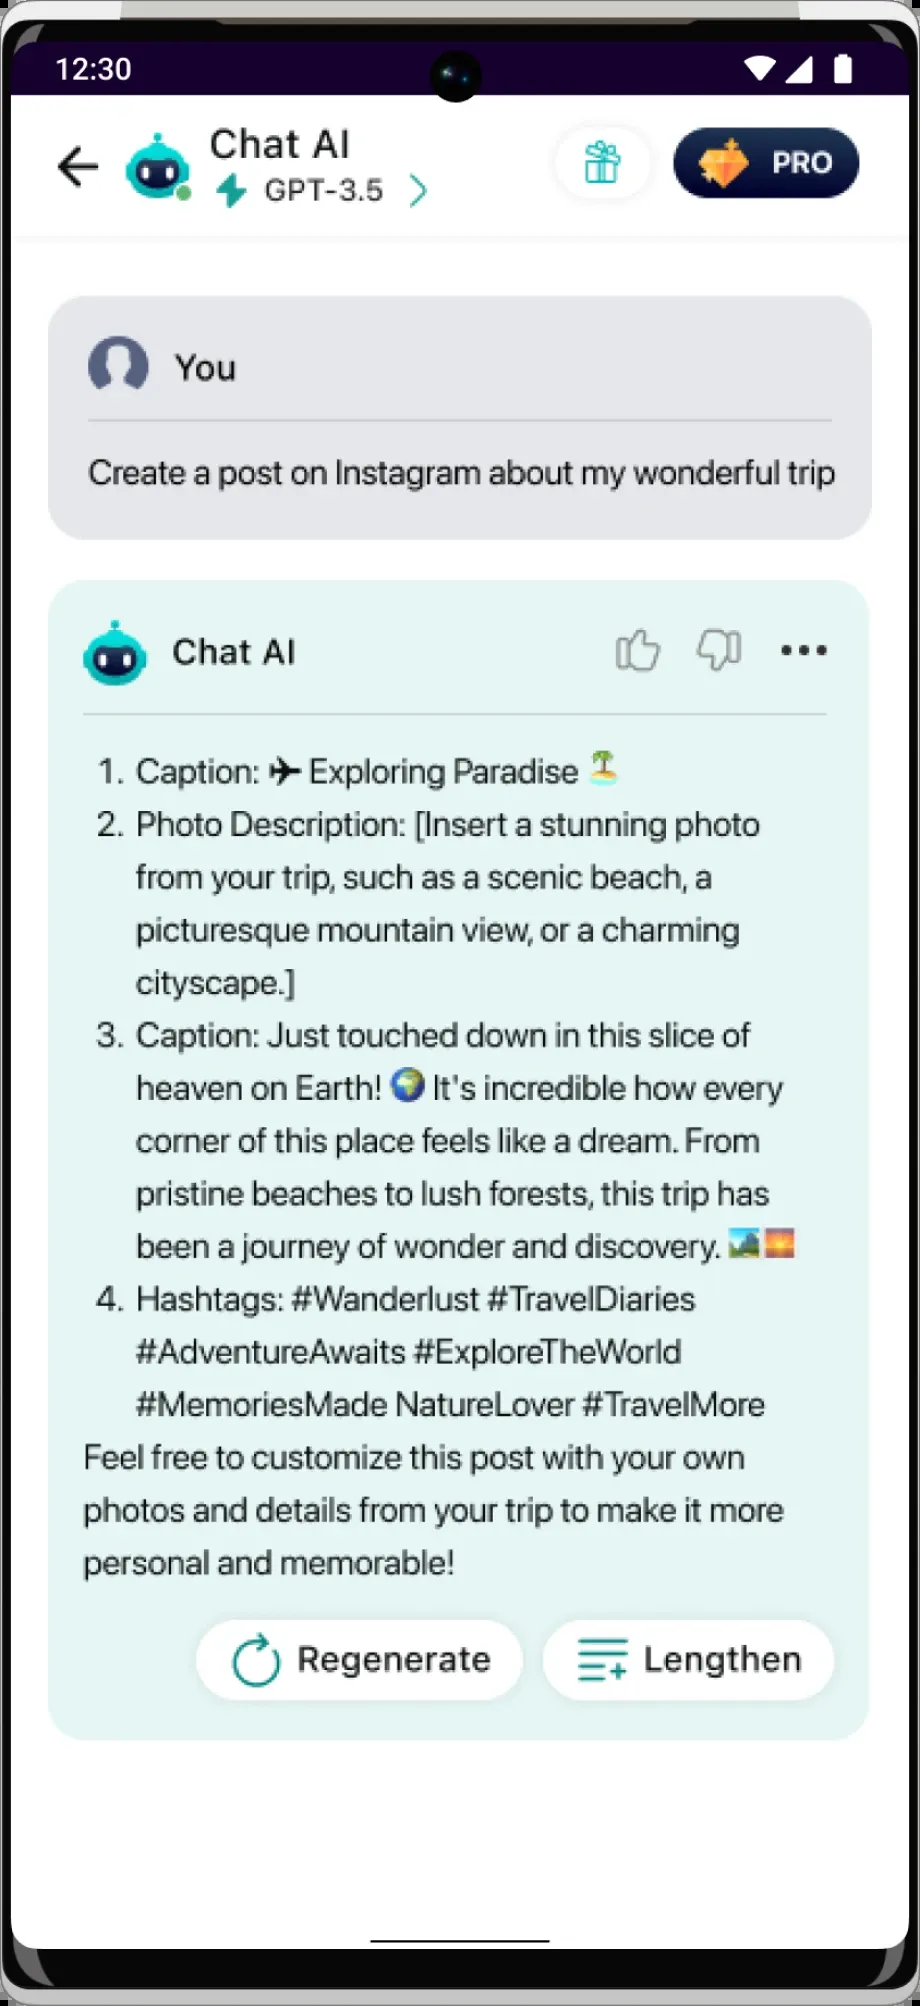 12:30
Chat AI
GPT-3.5
PRO
You
Create a post on Instagram about my wonderful trip
Chat AI
1. Caption: ✈ Exploring Paradise 🏝️
2. Photo Description: [Insert a stunning photo
from your trip, such as a scenic beach, a
picturesque mountain view, or a charming
cityscape.]
3. Caption: Just touched down in this slice of
heaven on Earth! 🌍 It's incredible how every
corner of this place feels like a dream. From
pristine beaches to lush forests, this trip has
been a journey of wonder and discovery. 🏞️🌅
4. Hashtags: #Wanderlust #TravelDiaries
#AdventureAwaits #ExploreTheWorld
#MemoriesMade NatureLover #TravelMore
Feel free to customize this post with your own
photos and details from your trip to make it more
personal and memorable!
Regenerate
Lengthen